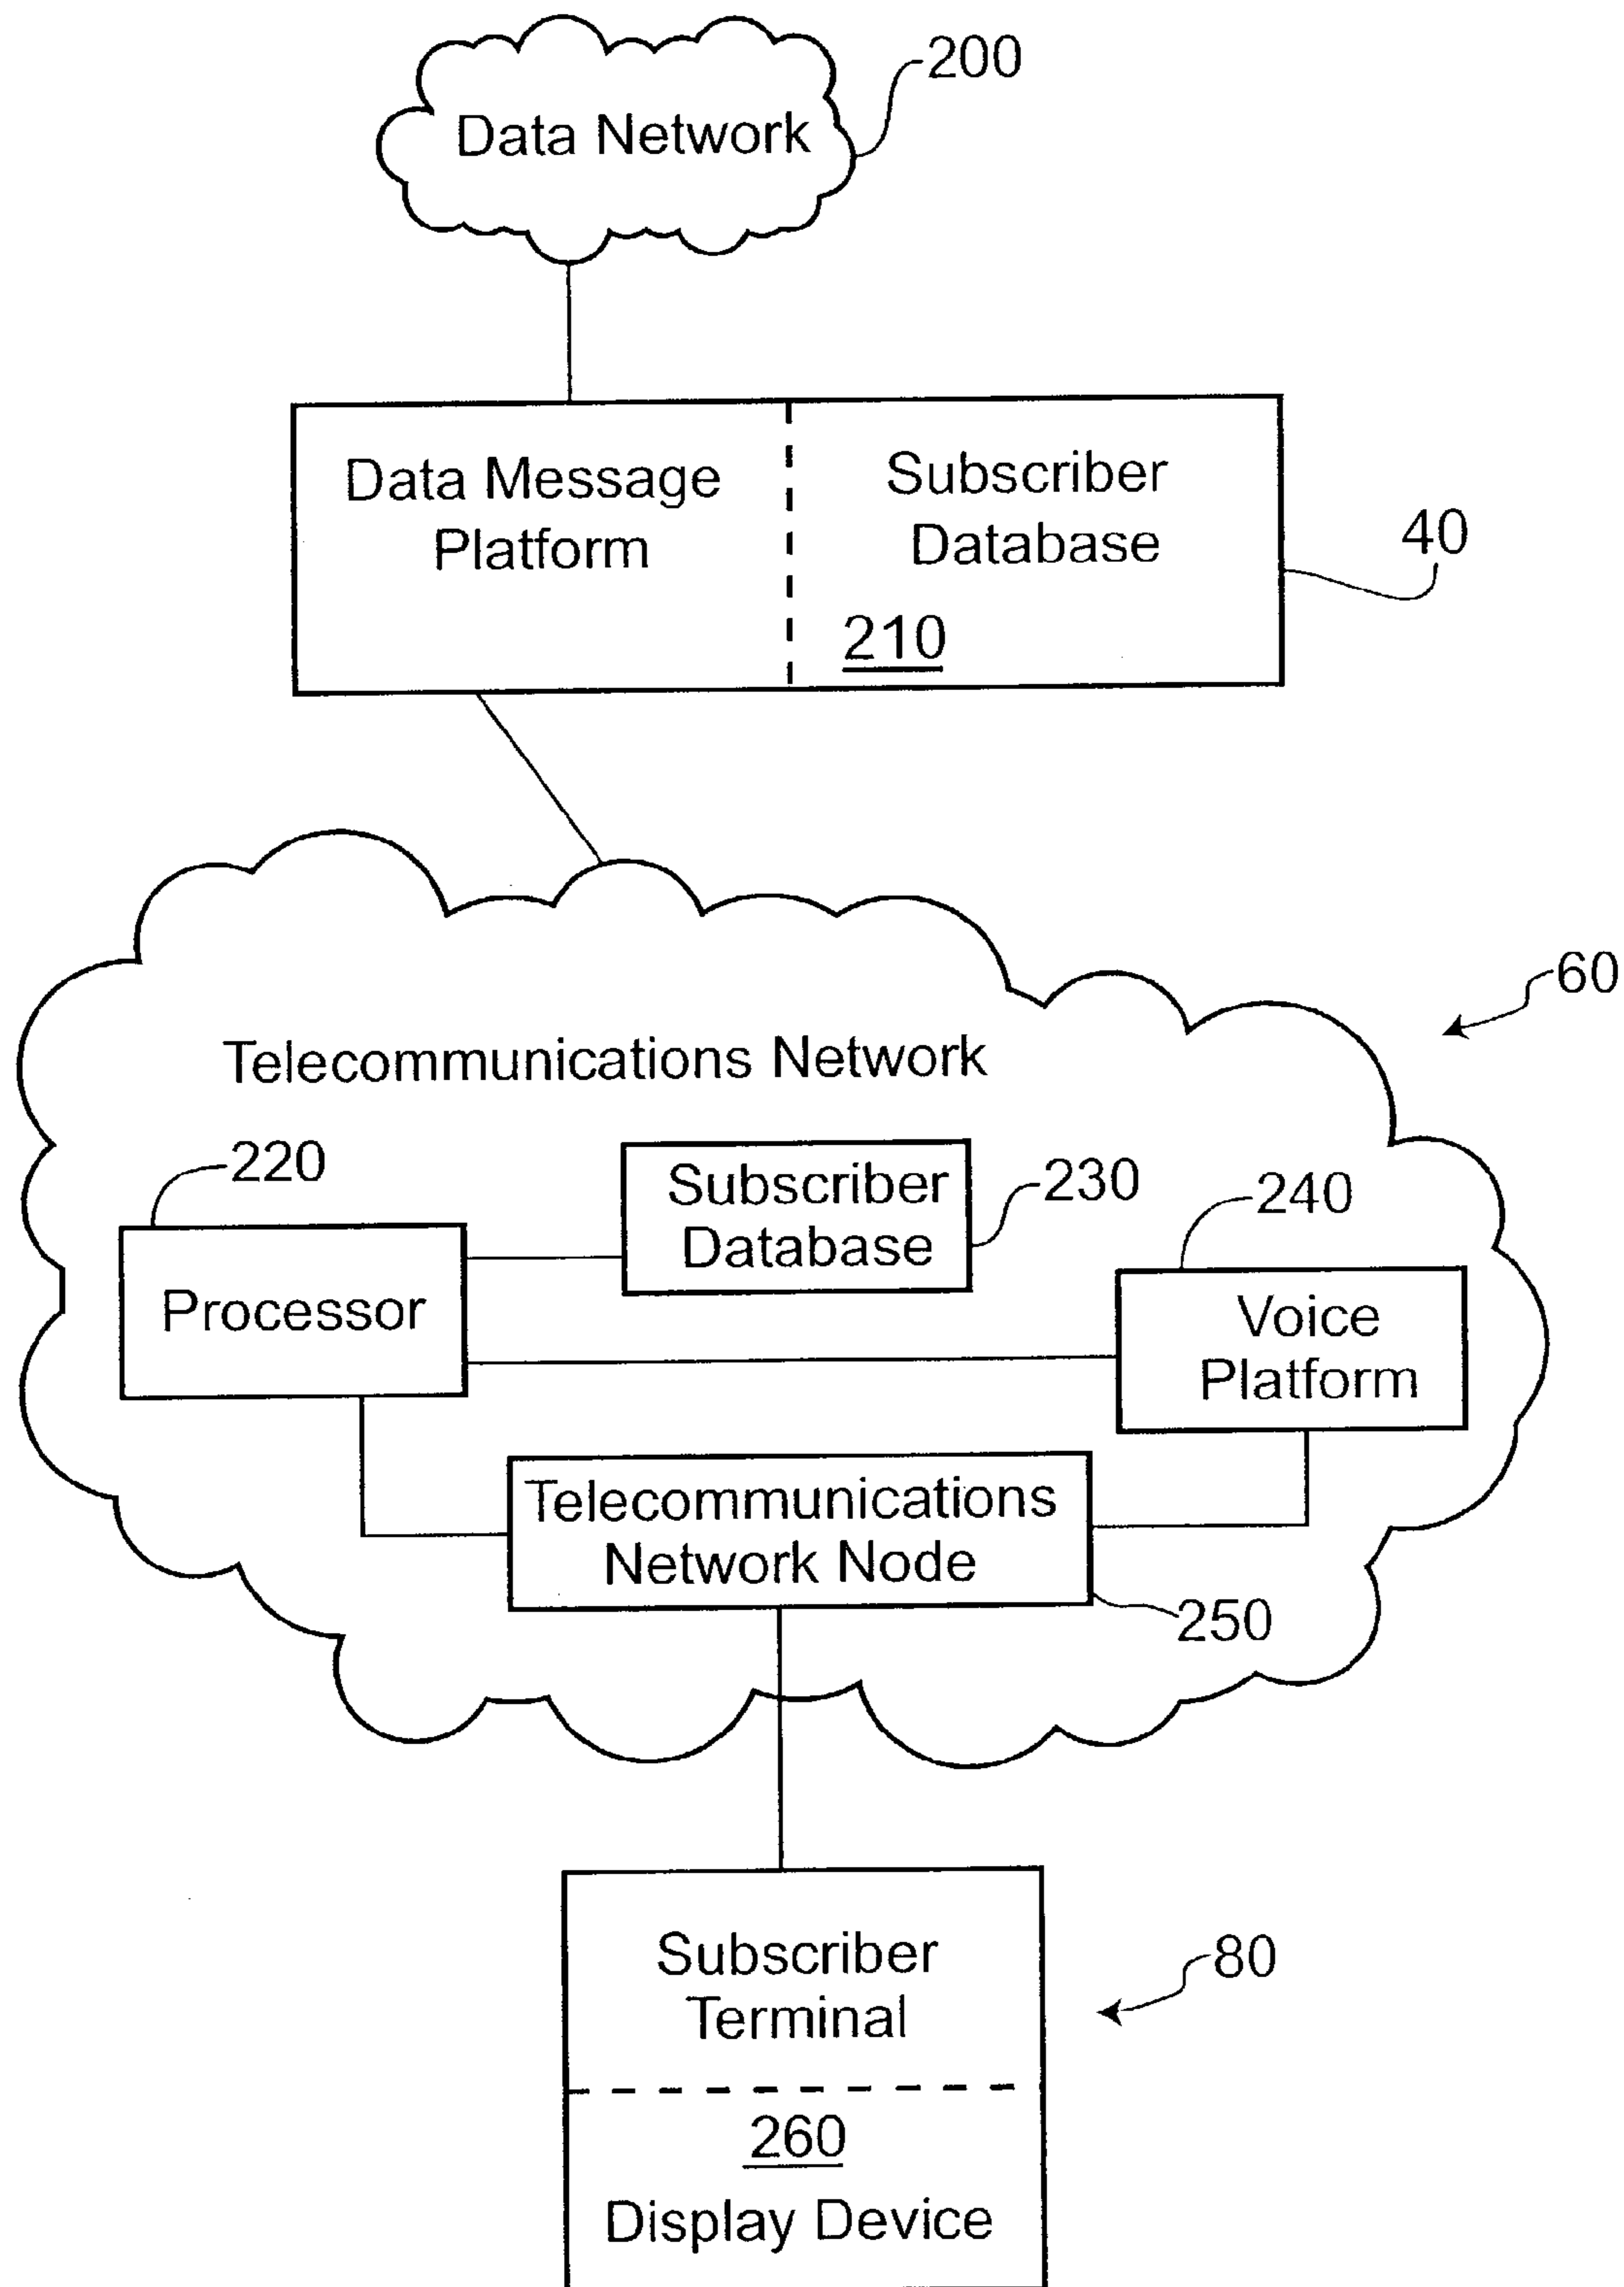 200
Data Network
Data Message
Platform
Subscriber
Database
210
40
60
Telecommunications Network
220
Subscriber
Database
230
240
Processor
Voice
Platform
Telecommunications
Network Node
250
Subscriber
Terminal
80
260
Display Device